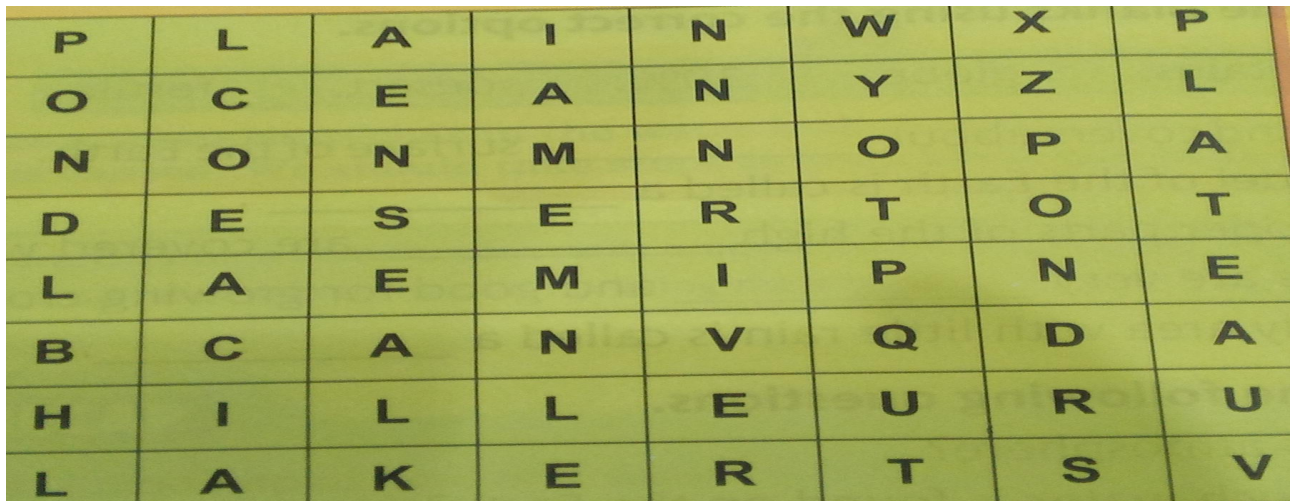 P L A I N W X P
O C E A N Y Z L
N O N M N O P A
D E S E R T O T
L A E M I P N E
B C A N V Q D A
H I L L E U R U
L A K E R T S V